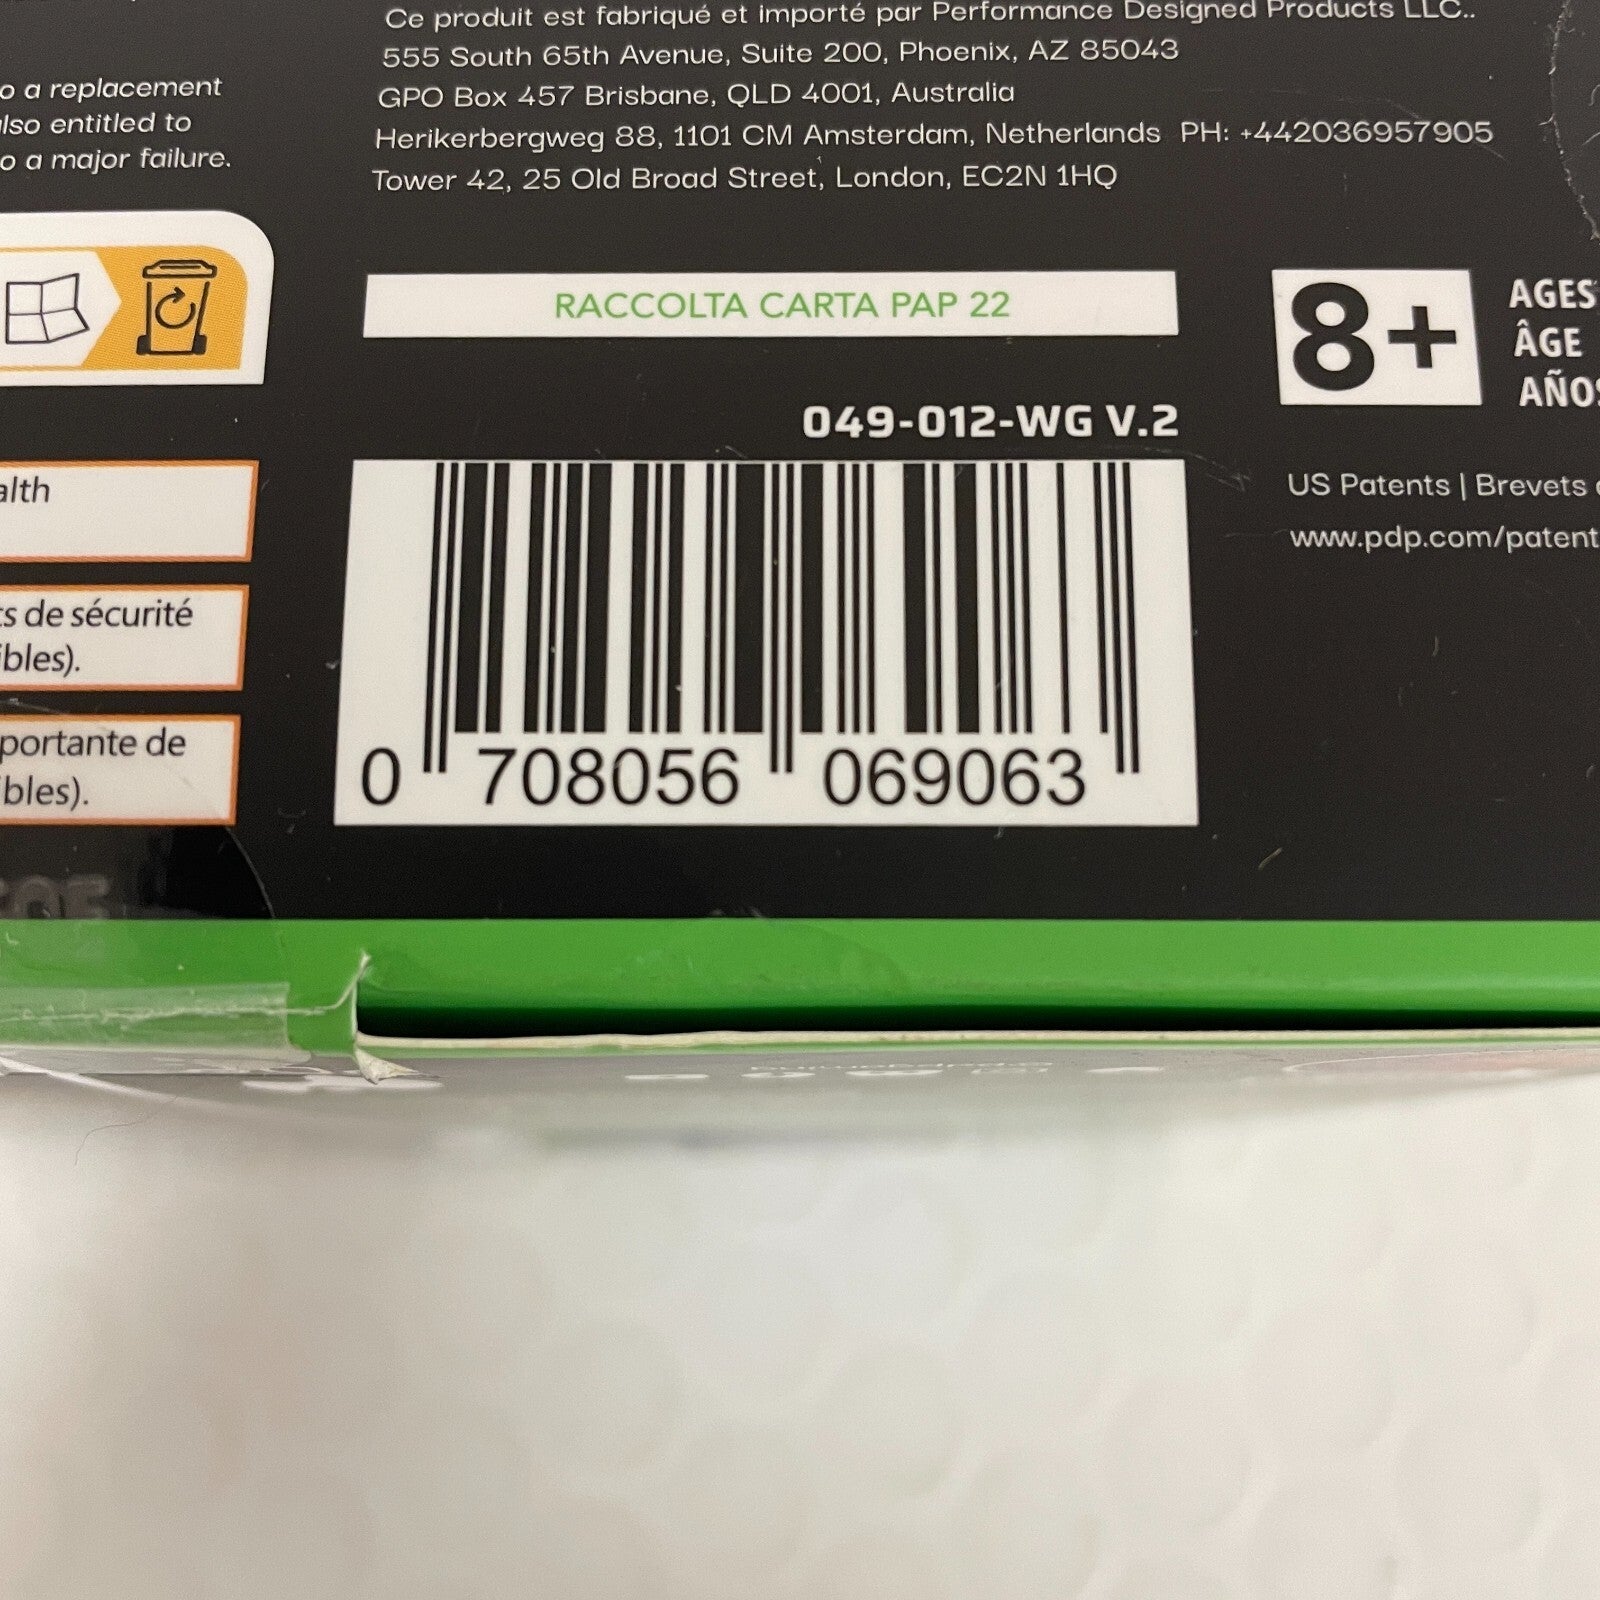 Ce produit est fabriqué et importé par Performance Designed Products LLC..
555 South 65th Avenue, Suite 200, Phoenix, AZ 85043
GPO Box 457 Brisbane, QLD 4001, Australia
Herikerbergweg 88, 1101 CM Amsterdam, Netherlands PH: +442036957905
Tower 42, 25 Old Broad Street, London, EC2N 1HQ
o a replacement
also entitled to
o a major failure.
RACCOLTA CARTA PAP 22
8+
AGES
ÂGE
AÑOS
049-012-WG V.2
0 708056 069063
US Patents | Brevets
www.pdp.com/patent
alth
ts de sécurité
ibles).
portante de
ibles).